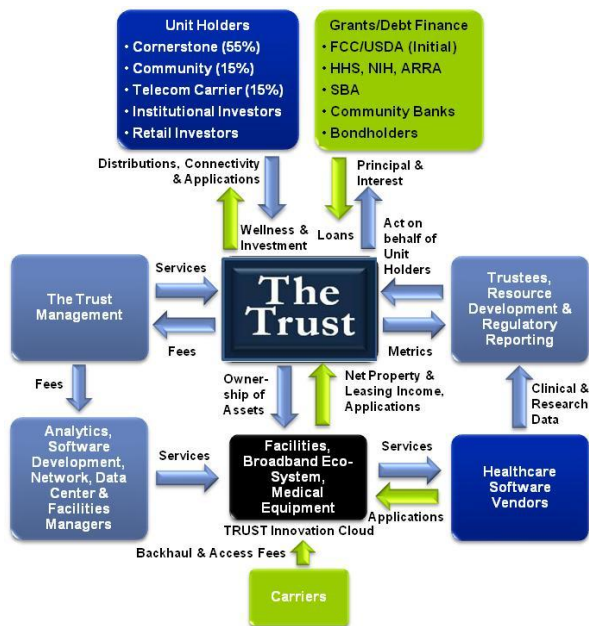 Unit Holders
• Cornerstone (55%)
• Community (15%)
• Telecom Carrier (15%)
• Institutional Investors
• Retail Investors
Grants/Debt Finance
• FCC/USDA (Initial)
• HHS, NIH, ARRA
• SBA
• Community Banks
• Bondholders
Distributions, Connectivity
& Applications
Principal &
Interest
Wellness &
Investment
Loans
Act on
behalf of
Unit
Holders
The Trust
Management
Services
Fees
The
Trust
Metrics
Trustees,
Resource
Development &
Regulatory
Reporting
Fees
Owner-
ship of
Assets
Net Property &
Leasing Income,
Applications
Clinical &
Research
Data
Analytics,
Software
Development,
Network, Data
Center &
Facilities
Managers
Services
Facilities,
Broadband Eco-
System,
Medical
Equipment
Services
Applications
Healthcare
Software
Vendors
TRUST Innovation Cloud
Backhaul & Access Fees
Carriers